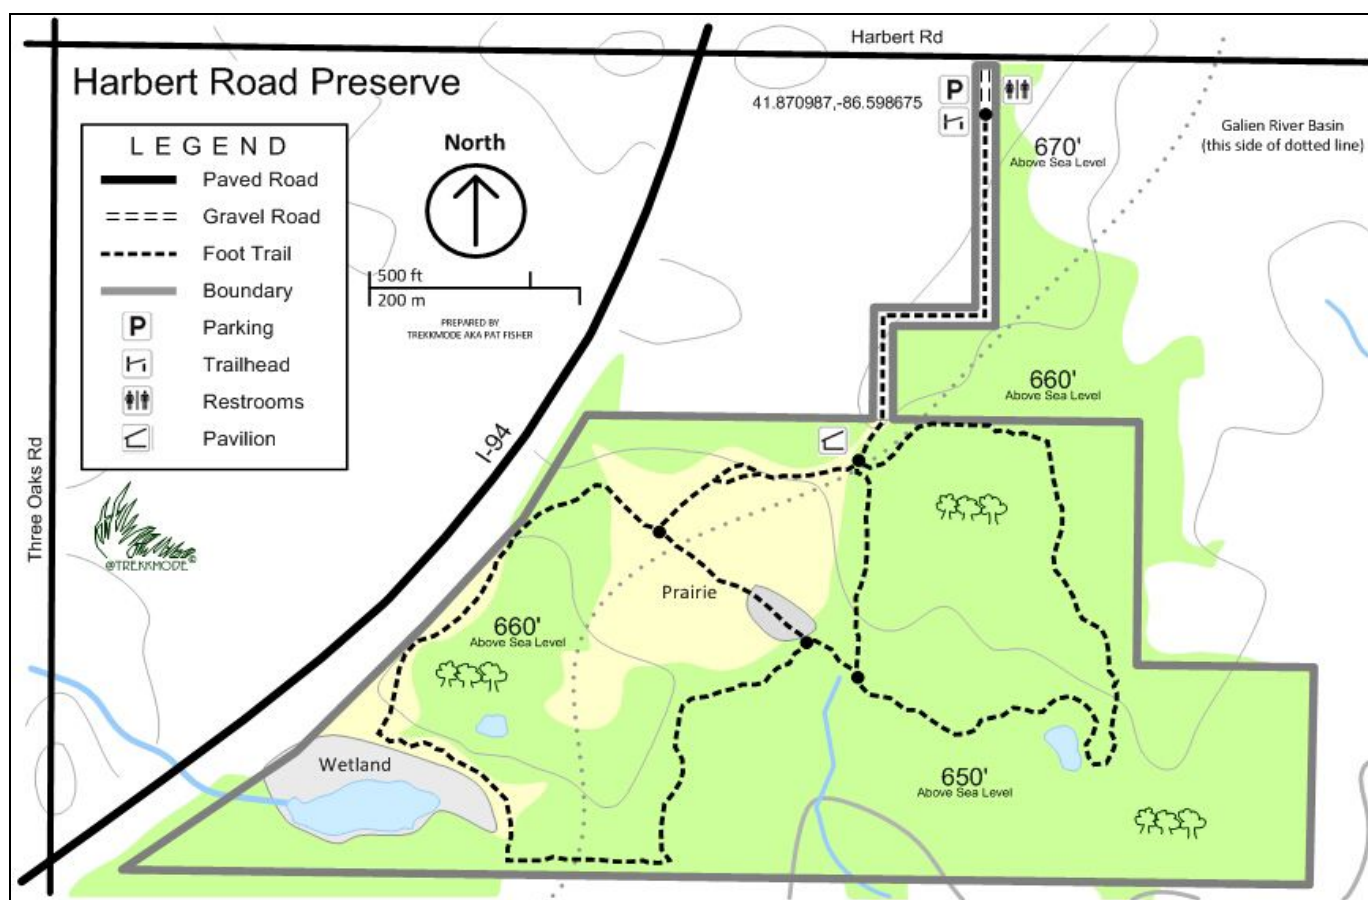 Harbert Rd
Harbert Road Preserve
P
41.870987,-86.598675
LEGEND
Paved Road
Gravel Road
Foot Trail
Boundary
P
Parking
Trailhead
Restrooms
Pavilion
North
500 ft
200 m
PREPARED BY
TREKKMODE AKA PAT FISHER
670'
Above Sea Level
Galien River Basin
(this side of dotted line)
660'
Above Sea Level
I-94
Three Oaks Rd
@TREKKMODE©
Prairie
660'
Above Sea Level
Wetland
650'
Above Sea Level